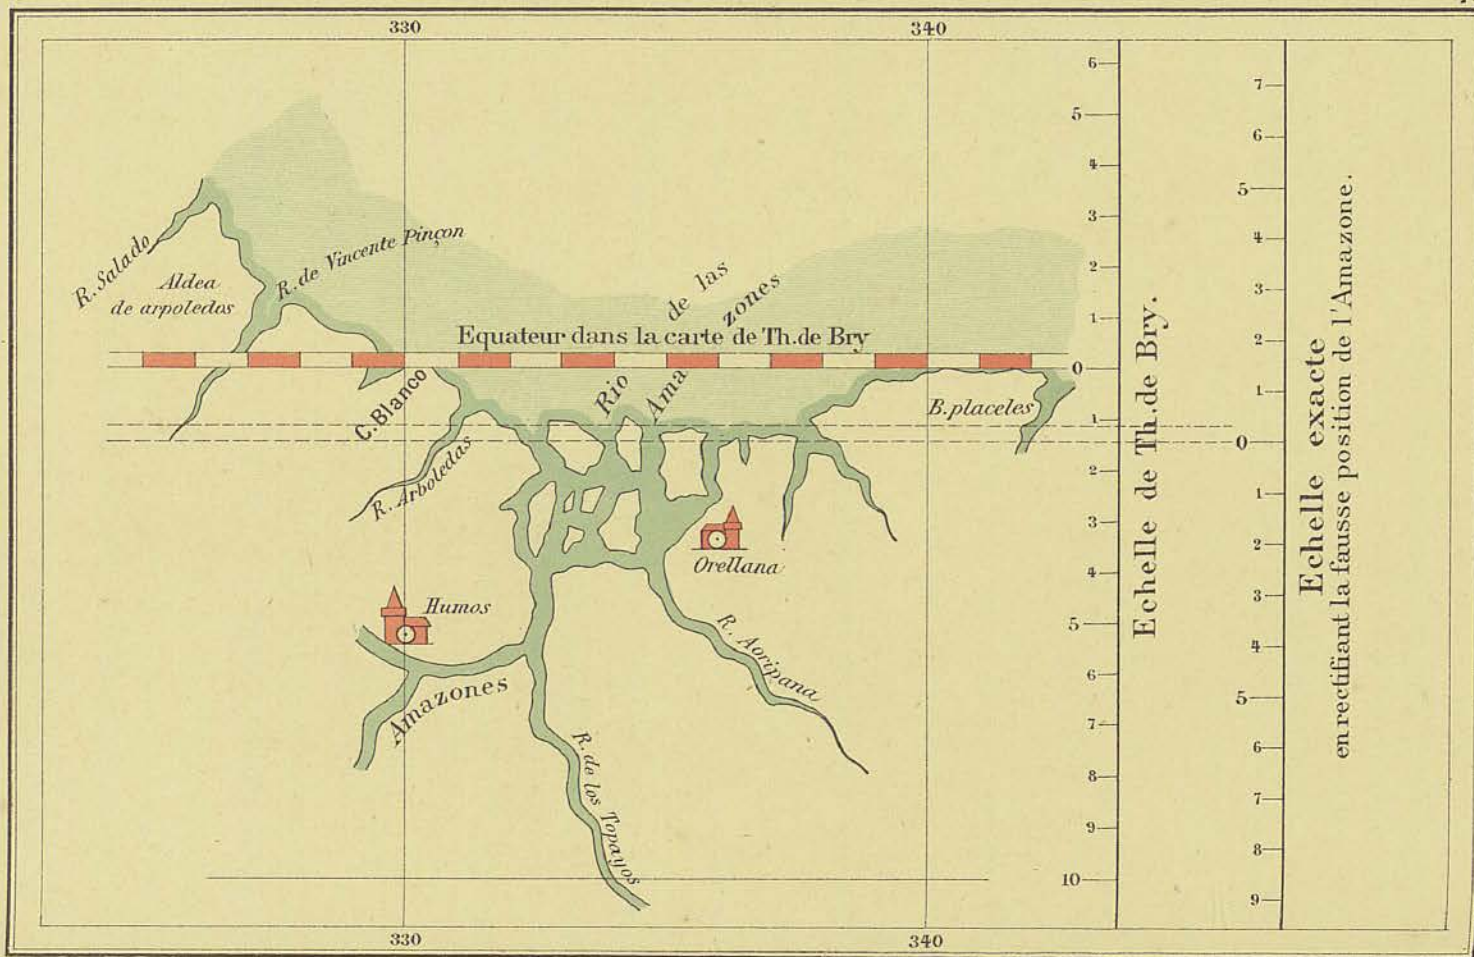 330
340
R. Salado
Aldea
de arpoledos
R. de Vincente Pinçon
de las
zones
Equateur dans la carte de Th. de Bry
C. Blanco
Rio
Ama
B. placeles
R. Arboledas
Orellana
Humos
Amazones
R. Aoripana
R. de los Topayos
6
5
4
3
2
1
0
1
2
3
4
5
6
7
8
9
10
Echelle de Th. de Bry.
7
6
5
4
3
2
1
0
1
2
3
4
5
6
7
8
9
Echelle exacte
en rectifiant la fausse position de l'Amazone.
330
340